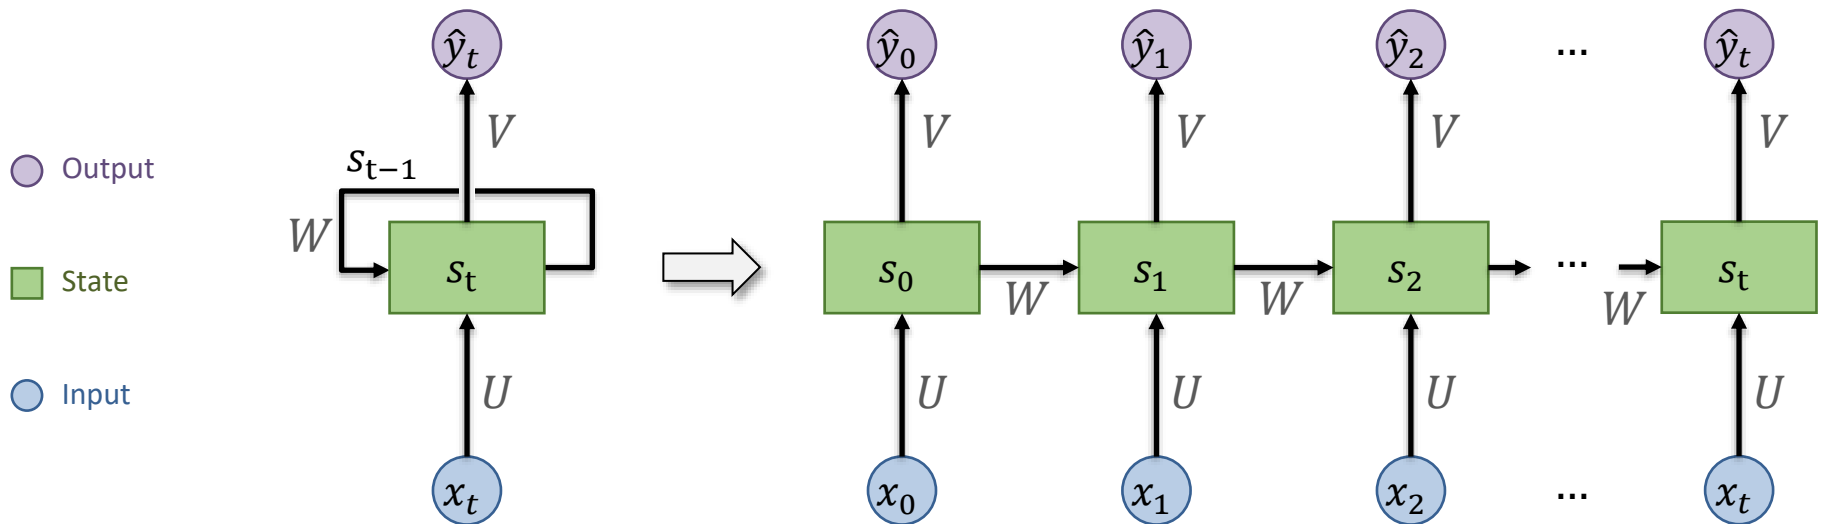 ŷt ŷ0 ŷ1 ŷ2 ... ŷt
V V V V V
Output
st−1
W
st s0 s1 s2 ... st
W W W
State
U U U U U
Input
xt x0 x1 x2 ... xt